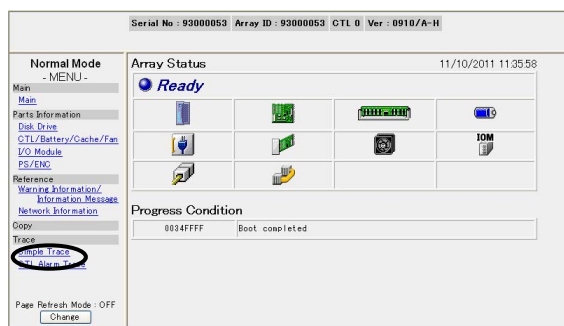 Serial No : 93000053 Array ID : 93000053 CTL 0 Ver : 0910/A-H
Normal Mode
- MENU -
Main
Main
Parts Information
Disk Drive
CTL/Battery/Cache/Fan
I/O Module
PS/ENC
Reference
Warning Information/
Information Message
Network Information
Copy
Trace
Simple Trace
CTL Alarm Trace
Page Refresh Mode : OFF
Change
Array Status
11/10/2011 11:35:58
Ready
IOM
Progress Condition
0034FFFF Boot completed